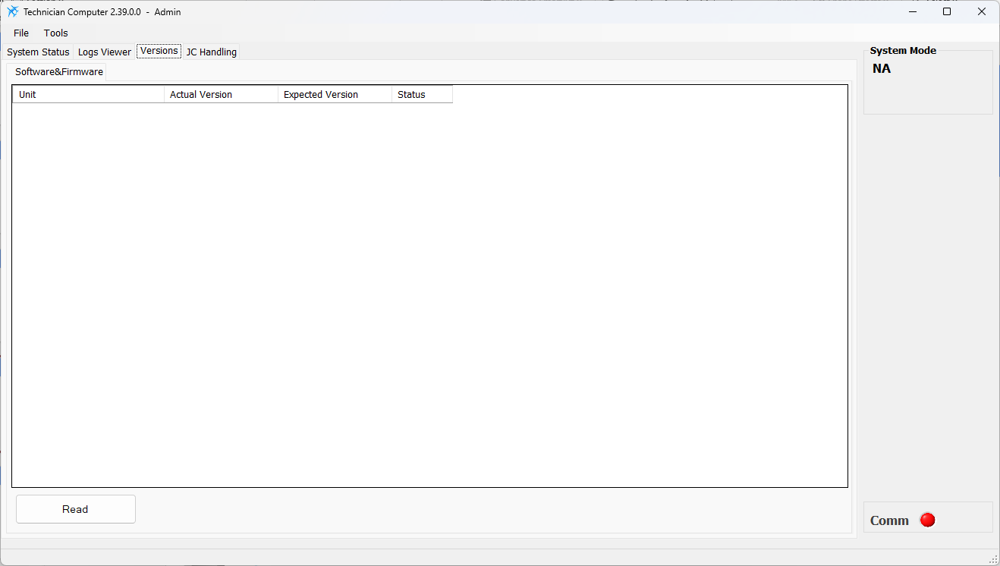 Technician Computer 2.39.0.0 - Admin
File Tools
System Status Logs Viewer Versions JC Handling
Software&Firmware
Unit Actual Version Expected Version Status
Read
System Mode
NA
Comm